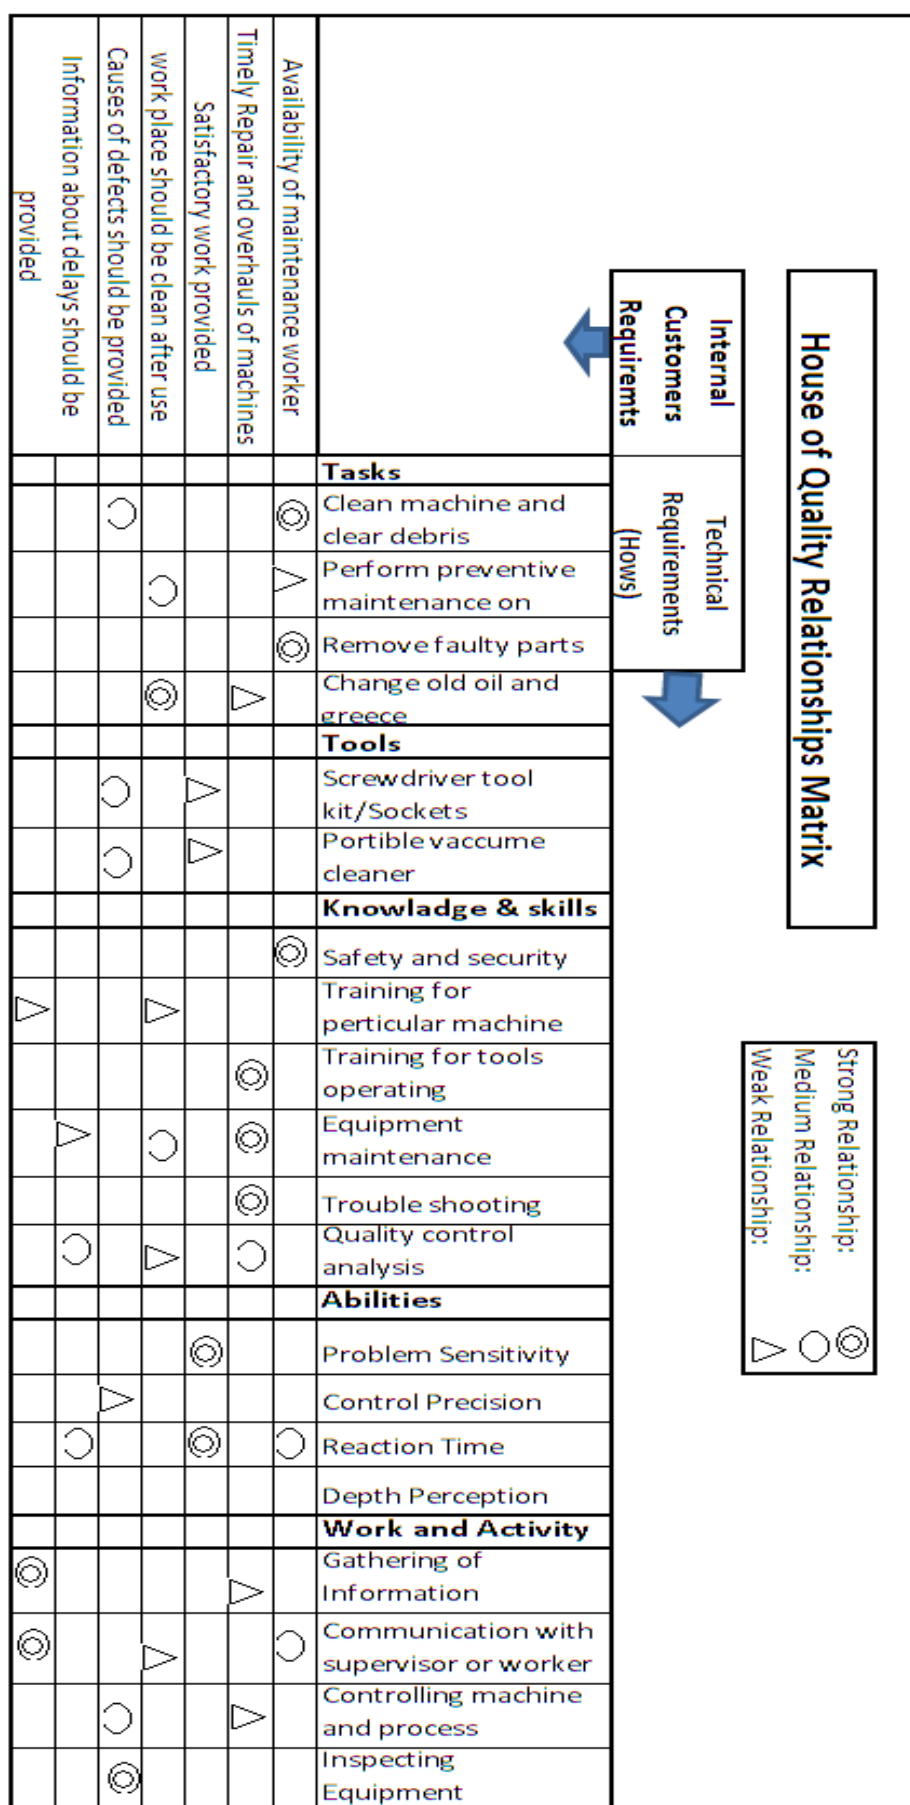 House of Quality Relationships Matrix
Strong Relationship:
Medium Relationship:
Weak Relationship:
Internal
Customers
Requiremts
Technical
Requirements
(Hows)
Availability of maintenance worker
Timely Repair and overhauls of machines
Satisfactory work provided
work place should be clean after use
Causes of defects should be provided
Information about delays should be
provided
Tasks
Clean machine and
clear debris
Perform preventive
maintenance on
Remove faulty parts
Change old oil and
greece
Tools
Screwdriver tool
kit/Sockets
Portible vaccume
cleaner
Knowladge & skills
Safety and security
Training for
perticular machine
Training for tools
operating
Equipment
maintenance
Trouble shooting
Quality control
analysis
Abilities
Problem Sensitivity
Control Precision
Reaction Time
Depth Perception
Work and Activity
Gathering of
Information
Communication with
supervisor or worker
Controlling machine
and process
Inspecting
Equipment